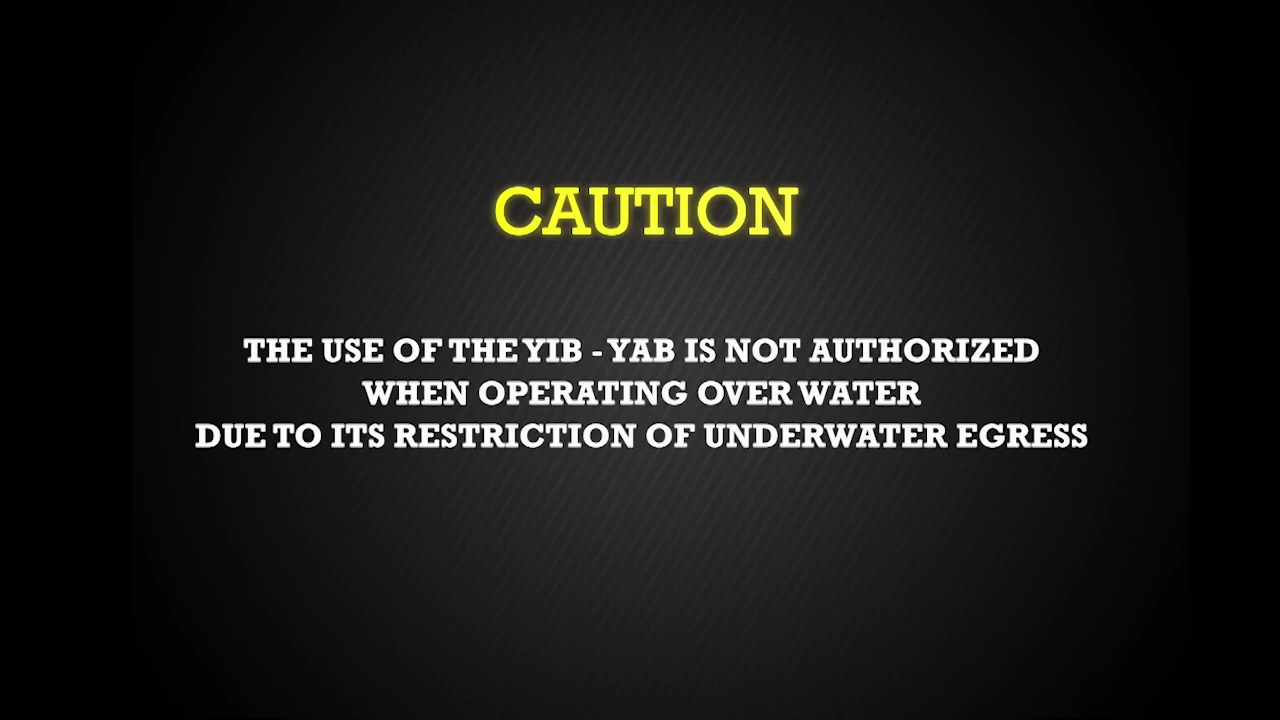 CAUTION
THE USE OF THE YIB - YAB IS NOT AUTHORIZED
WHEN OPERATING OVER WATER
DUE TO ITS RESTRICTION OF UNDERWATER EGRESS